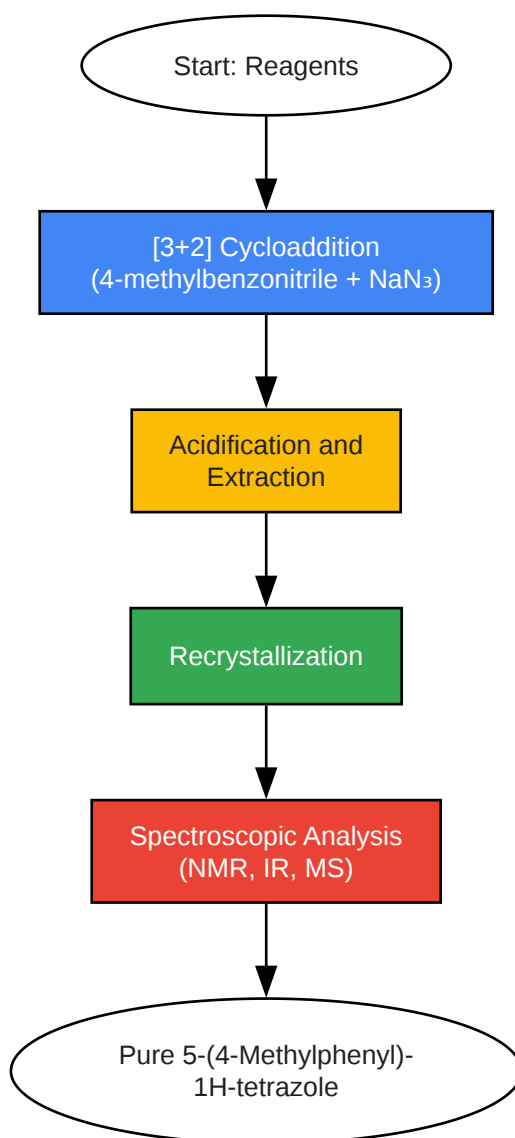 Start: Reagents
[3+2] Cycloaddition
(4-methylbenzonitrile + NaN₃)
Acidification and
Extraction
Recrystallization
Spectroscopic Analysis
(NMR, IR, MS)
Pure 5-(4-Methylphenyl)-
1H-tetrazole